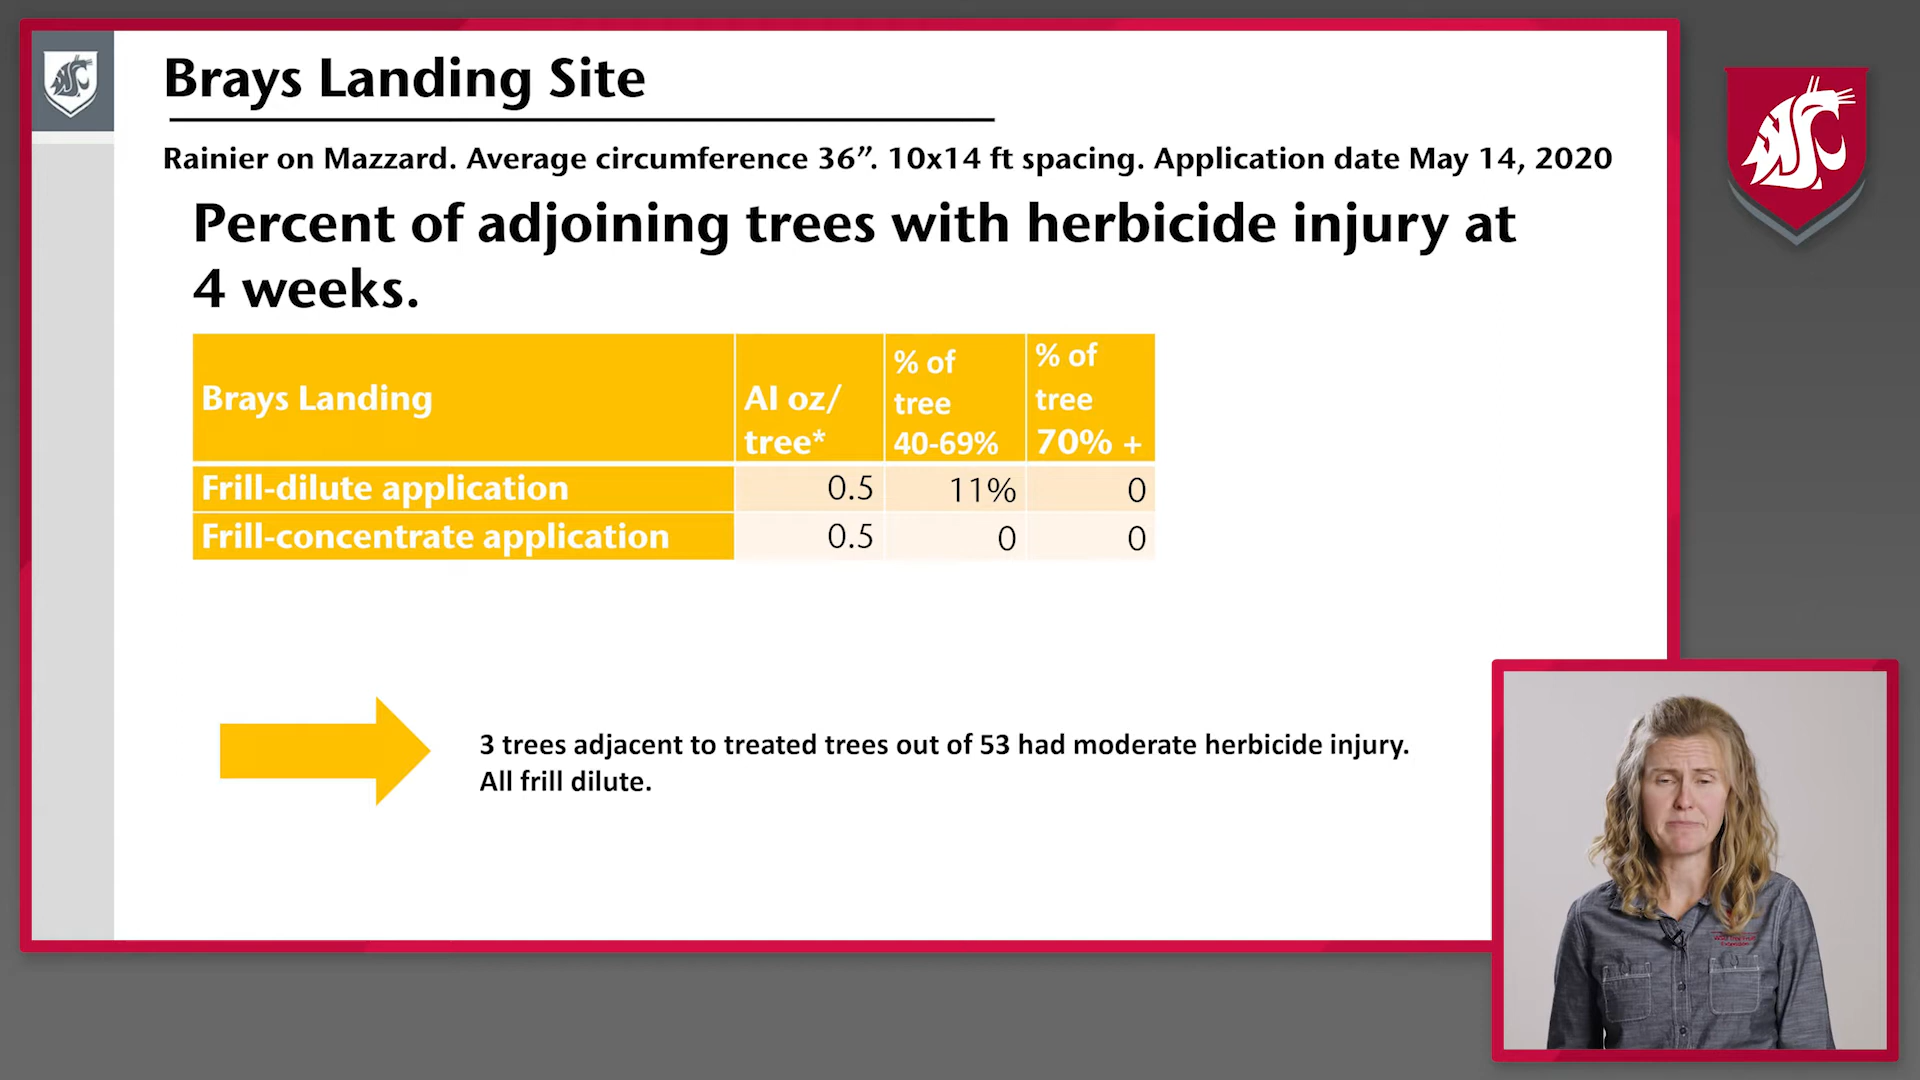 Brays Landing Site
Rainier on Mazzard. Average circumference 36”. 10x14 ft spacing. Application date May 14, 2020
Percent of adjoining trees with herbicide injury at
4 weeks.
Brays Landing
AI oz/
tree*
% of
tree
40-69%
% of
tree
70% +
Frill-dilute application 0.5 11% 0
Frill-concentrate application 0.5 0 0
3 trees adjacent to treated trees out of 53 had moderate herbicide injury.
All frill dilute.